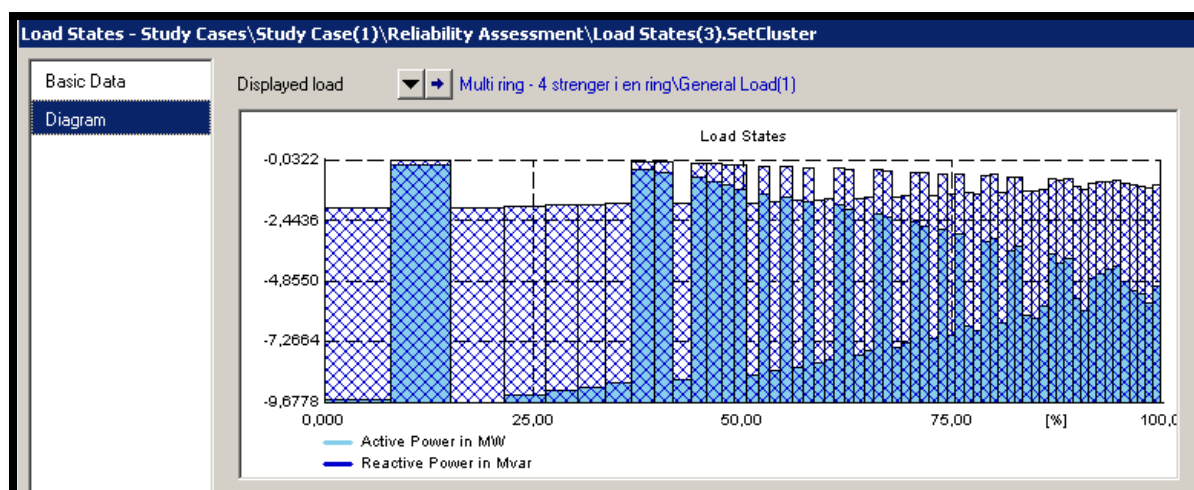 Load States - Study Cases\Study Case(1)\Reliability Assessment\Load States(3).SetCluster
Basic Data
Diagram
Displayed load
Multi ring - 4 strenger i en ring\General Load(1)
Load States
-0,0322
-2,4436
-4,8550
-7,2664
-9,6778
0,000 25,00 50,00 75,00 [%] 100,0
Active Power in MW
Reactive Power in Mvar